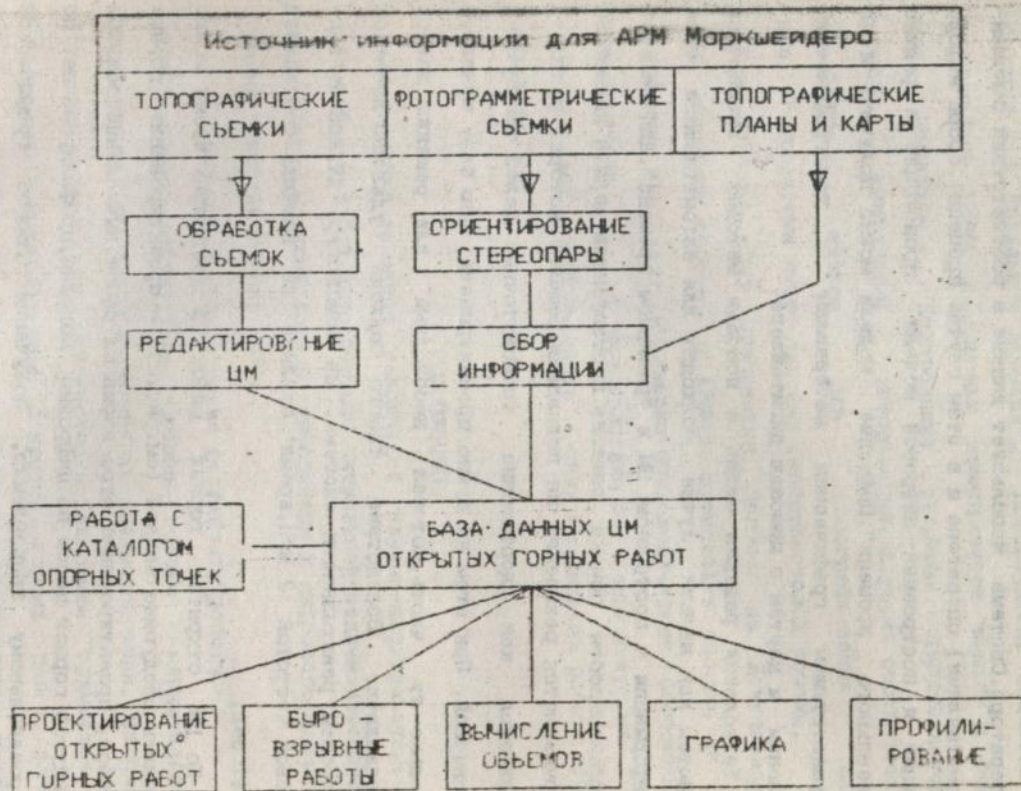 Источник информации для АРМ Маркшейдера
ТОПОГРАФИЧЕСКИЕ
СЬЕМКИ
ФОТОГРАММЕТРИЧЕСКИЕ
СЬЕМКИ
ТОПОГРАФИЧЕСКИЕ
ПЛАНЫ И КАРТЫ
ОБРАБОТКА
СЬЕМОК
ОРИЕНТИРОВАНИЕ
СТЕРЕОПАРЫ
РЕДАКТИРОВАНИЕ
ЦМ
СБОР
ИНФОРМАЦИИ
РАБОТА С
КАТАЛОГОМ
ОПОРНЫХ ТОЧЕК
БАЗА ДАННЫХ ЦМ
ОТКРЫТЫХ ГОРНЫХ РАБОТ
ПРОЕКТИРОВАНИЕ
ОТКРЫТЫХ
ГОРНЫХ РАБОТ
БУРО -
ВЗРЫВНЫЕ
РАБОТЫ
ВЫЧИСЛЕНИЕ
ОБЬЕМОВ
ГРАФИКА
ПРОФИЛИ-
РОВАНИЕ